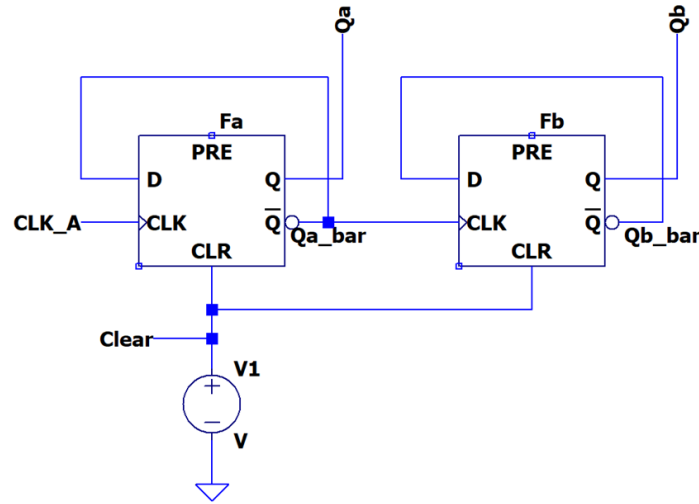 Qa
Qb
Fa
Fb
PRE
PRE
D
Q
D
Q
CLK_A
CLK
Q̅
Qa_bar
CLK
Q̅
Qb_bar
CLR
CLR
Clear
V1
V